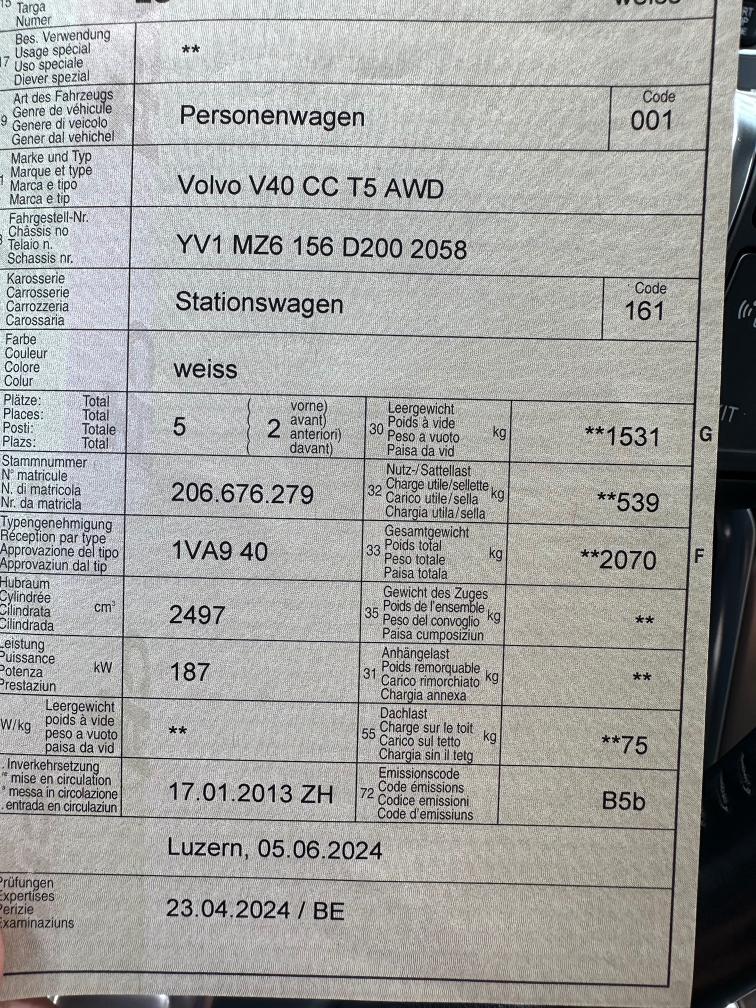 Targa
Numer
Bes. Verwendung
Usage spécial
Uso speciale
Diever spezial
**
Art des Fahrzeugs
Genre de véhicule
Genere di veicolo
Gener dal vehichel
Personenwagen
Code
001
Marke und Typ
Marque et type
Marca e tipo
Marca e tip
Volvo V40 CC T5 AWD
Fahrgestell-Nr.
Châssis no
Telaio n.
Schassis nr.
YV1 MZ6 156 D200 2058
Karosserie
Carrosserie
Carrozzeria
Carossaria
Stationswagen
Code
161
Farbe
Couleur
Colore
Colur
weiss
Plätze: Total
Places: Total
Posti: Totale
Plazs: Total
5
( 2 vorne)
( avant)
( anteriori)
( davant)
30 Leergewicht
Poids à vide kg
Peso a vuoto
Paisa da vid
**1531
G
Stammnummer
N° matricule
N. di matricola
Nr. da matricla
206.676.279
32 Nutz-/Sattellast
Charge utile/sellette kg
Carico utile/sella
Chargia utila/sella
**539
Typengenehmigung
Réception par type
Approvazione del tipo
Approvaziun dal tip
1VA9 40
33 Gesamtgewicht
Poids total kg
Peso totale
Paisa totala
**2070
F
Hubraum
Cylindrée
Cilindrata cm³
Cilindrada
2497
35 Gewicht des Zuges
Poids de l'ensemble kg
Peso del convoglio
Paisa cumposiziun
**
Leistung
Puissance
Potenza kW
Prestaziun
187
31 Anhängelast
Poids remorquable kg
Carico rimorchiato
Chargia annexa
**
W/kg
Leergewicht
poids à vide
peso a vuoto
paisa da vid
**
55 Dachlast
Charge sur le toit kg
Carico sul tetto
Chargia sin il tetg
**75
. Inverkehrsetzung
mise en circulation
messa in circolazione
. entrada en circulaziun
17.01.2013 ZH
72 Emissionscode
Code émissions
Codice emissioni
Code d'emissiuns
B5b
Luzern, 05.06.2024
Prüfungen
Expertises
Perizie
Examinaziuns
23.04.2024 / BE